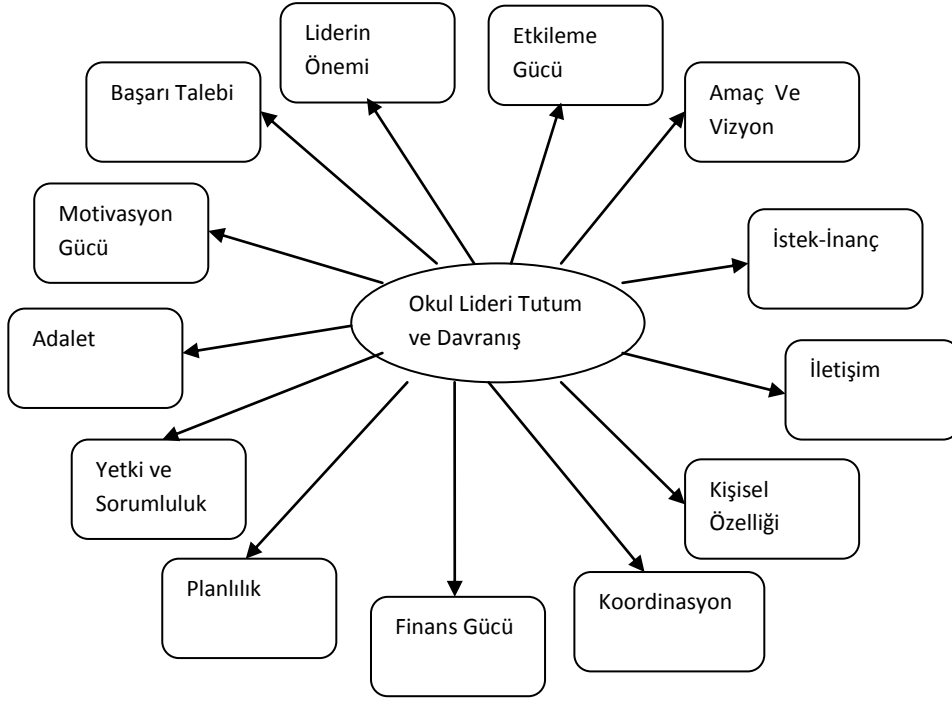 Liderin
Önemi
Etkileme
Gücü
Başarı Talebi
Amaç Ve
Vizyon
Motivasyon
Gücü
İstek-İnanç
Okul Lideri Tutum
ve Davranış
Adalet
İletişim
Yetki ve
Sorumluluk
Kişisel
Özelliği
Planlılık
Koordinasyon
Finans Gücü